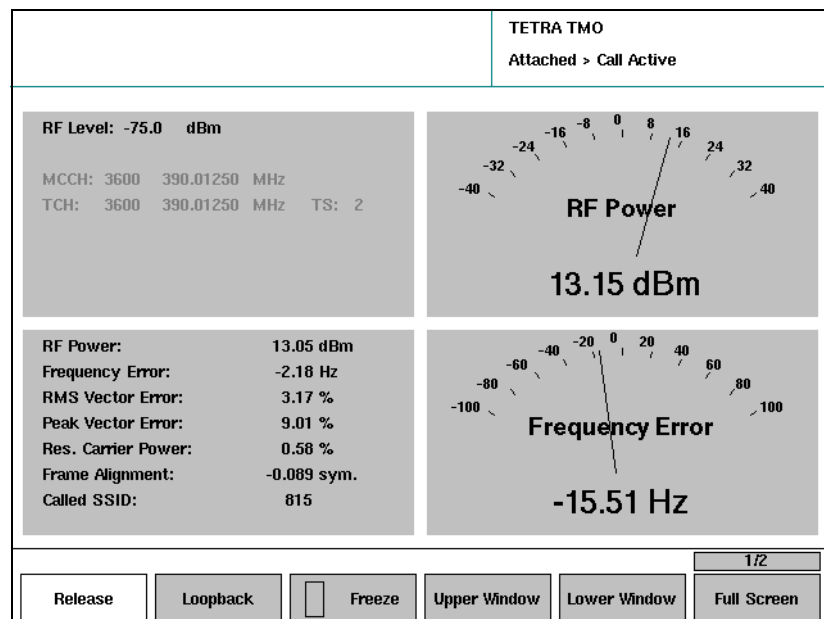 TETRA TMO
Attached > Call Active
RF Level: -75.0 dBm
MCCH: 3600 390.01250 MHz
TCH: 3600 390.01250 MHz TS: 2
-40 -32 -24 -16 -8 0 8 16 24 32 40
RF Power
13.15 dBm
RF Power: 13.05 dBm
Frequency Error: -2.18 Hz
RMS Vector Error: 3.17 %
Peak Vector Error: 9.01 %
Res. Carrier Power: 0.58 %
Frame Alignment: -0.089 sym.
Called SSID: 815
-100 -80 -60 -40 -20 0 20 40 60 80 100
Frequency Error
-15.51 Hz
1/2
Release Loopback Freeze Upper Window Lower Window Full Screen